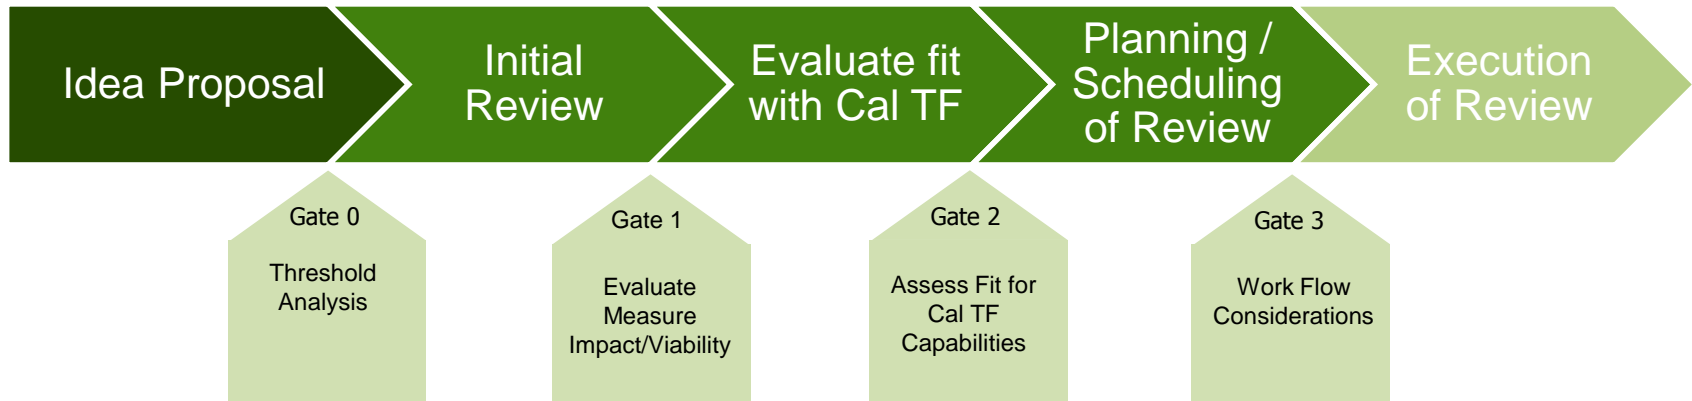 Idea Proposal
Initial
Review
Evaluate fit
with Cal TF
Planning /
Scheduling
of Review
Execution
of Review
Gate 0
Threshold
Analysis
Gate 1
Evaluate
Measure
Impact/Viability
Gate 2
Assess Fit for
Cal TF
Capabilities
Gate 3
Work Flow
Considerations